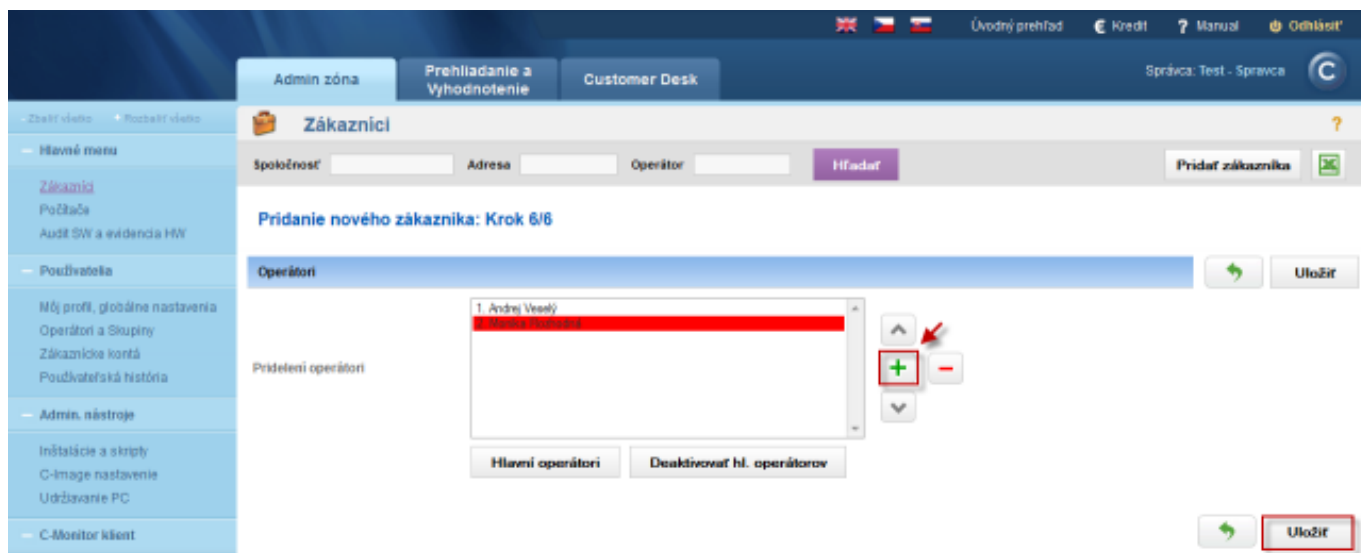 Úvodný prehľad
€ Kredit
? Manual
Odhlásiť
Admin zóna
Prehliadanie a
Vyhodnotenie
Customer Desk
Správca: Test - Spravca
Zbaliť všetko
Rozbaliť všetko
Zákazníci
?
Hlavné menu
Spoločnosť
Adresa
Operátor
Hľadať
Pridať zákazníka
Zákazníci
Počítače
Audit SW a evidencia HW
Pridanie nového zákazníka: Krok 6/6
Používatelia
Operátori
Uložiť
Môj profil, globálne nastavenia
Operátori a Skupiny
Zákaznícke kontá
Používateľská história
1. Andrej Veselý
2. Monika
Pridelení operátori
Admin. nástroje
Inštalácie a skripty
C-Image nastavenie
Udržiavanie PC
Hlavní operátori
Deaktivovať hl. operátorov
C-Monitor klient
Uložiť